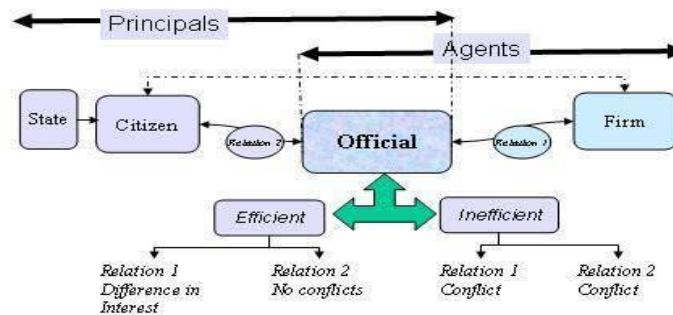 Principals
Agents
State
Citizen
Relation 2
Official
Relation 1
Firm
Efficient
Inefficient
Relation 1
Difference in
Interest
Relation 2
No conflicts
Relation 1
Conflict
Relation 2
Conflict